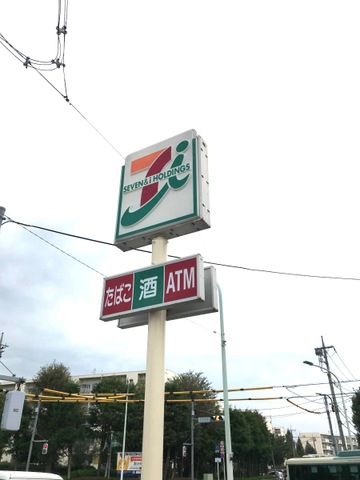 SEVEN&i HOLDINGS
たばこ 酒 ATM